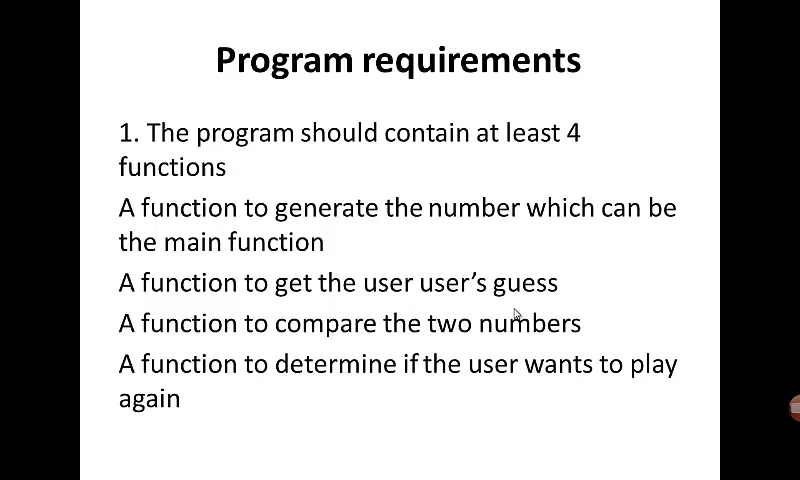 Program requirements
1. The program should contain at least 4
functions
A function to generate the number which can be
the main function
A function to get the user user's guess
A function to compare the two numbers
A function to determine if the user wants to play
again